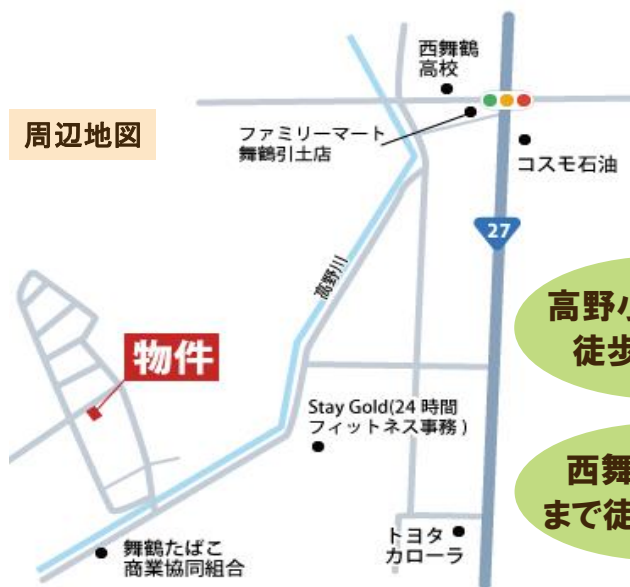 周辺地図
西舞鶴
高校
ファミリーマート
舞鶴引土店
コスモ石油
27
高野川
高野小
徒歩
物件
Stay Gold(24 時間
フィットネス事務 )
西舞
まで徒
トヨタ
カローラ
舞鶴たばこ
商業協同組合